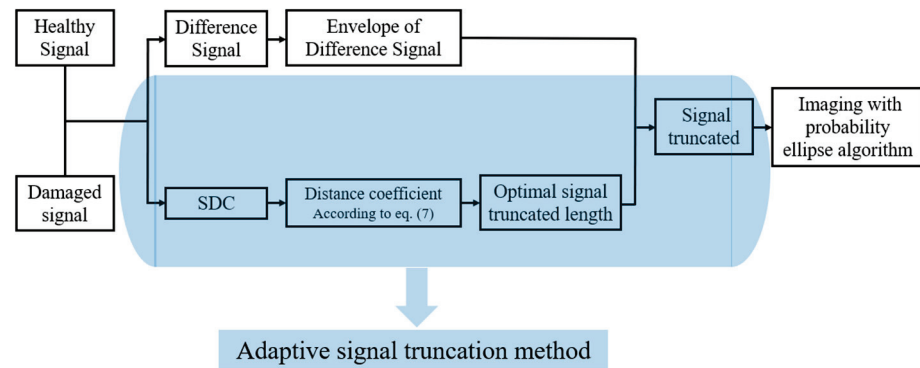 Healthy
Signal
Difference
Signal
Envelope of
Difference Signal
Signal
truncated
Imaging with
probability
ellipse algorithm
Damaged
signal
SDC
Distance coefficient
According to eq. (7)
Optimal signal
truncated length
Adaptive signal truncation method